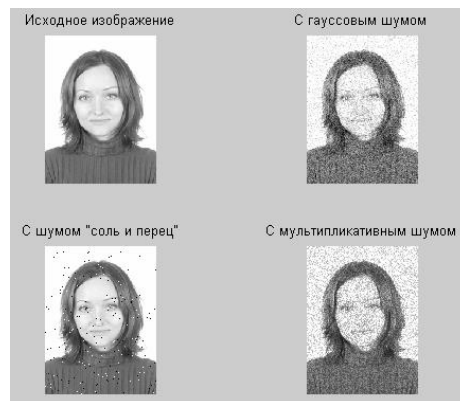 Исходное изображение
С гауссовым шумом
С шумом "соль и перец"
С мультипликативным шумом